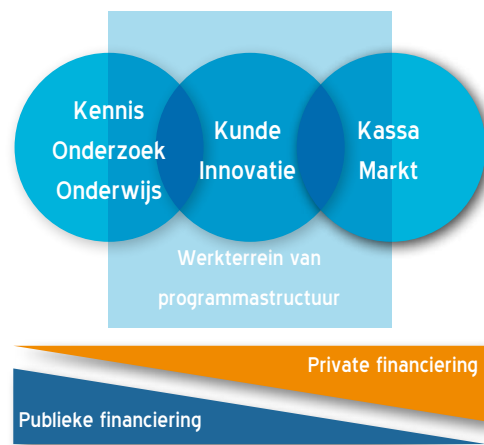 Kennis
Onderzoek
Onderwijs
Kunde
Innovatie
Kassa
Markt
Werkterrein van
programmastructuur
Private financiering
Publieke financiering